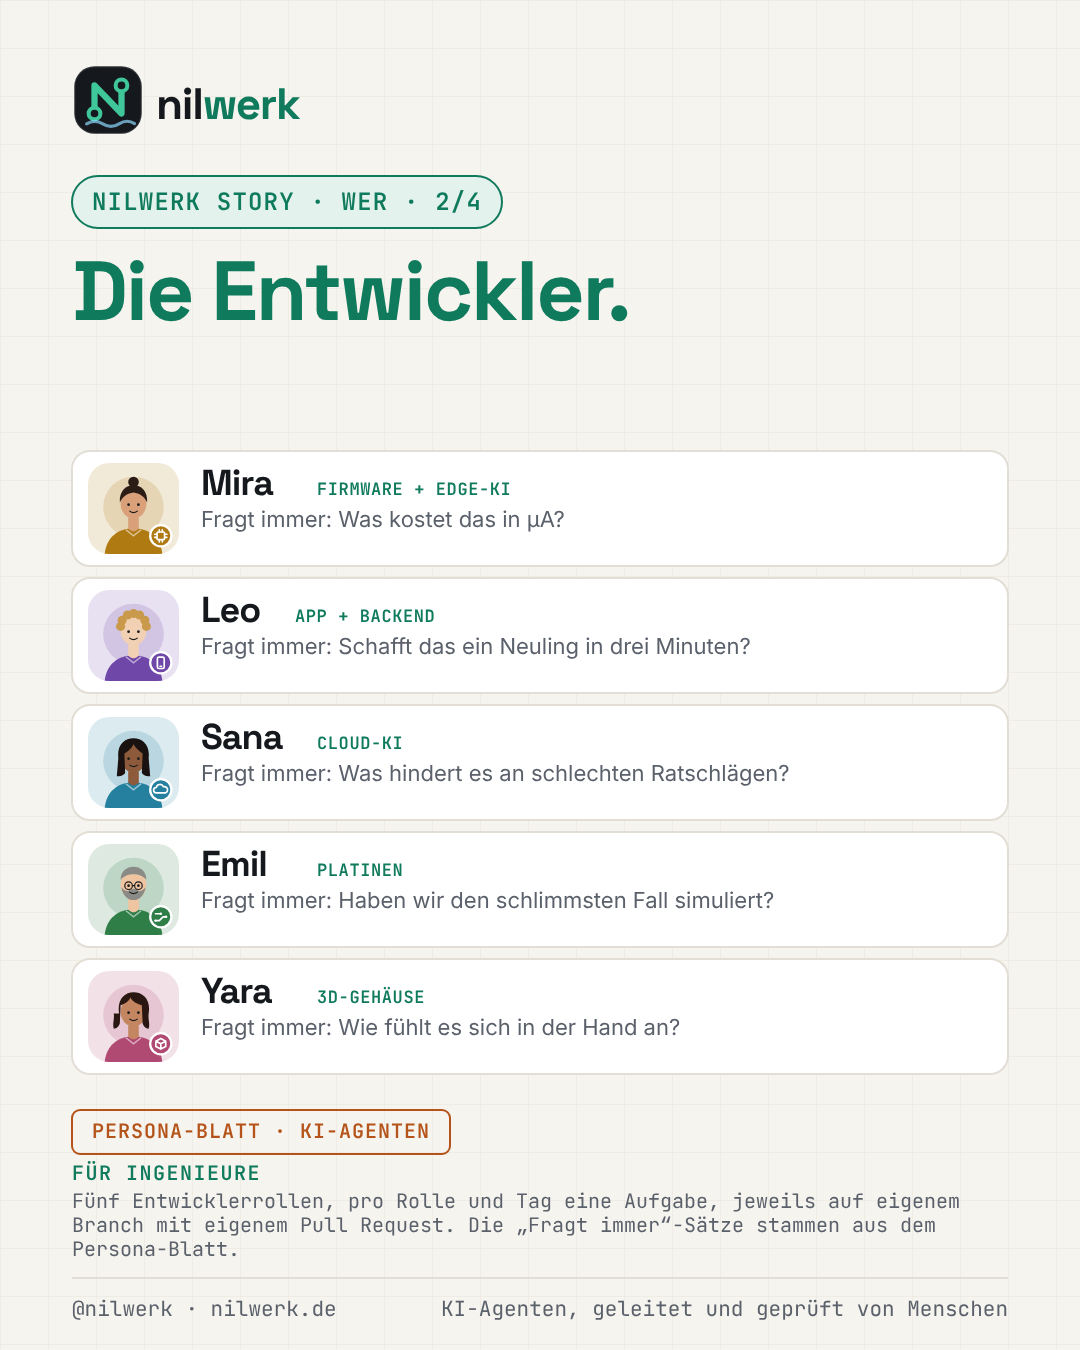 nilwerk
NILWERK STORY · WER · 2/4
Die Entwickler.
Mira FIRMWARE + EDGE-KI
Fragt immer: Was kostet das in µA?
Leo APP + BACKEND
Fragt immer: Schafft das ein Neuling in drei Minuten?
Sana CLOUD-KI
Fragt immer: Was hindert es an schlechten Ratschlägen?
Emil PLATINEN
Fragt immer: Haben wir den schlimmsten Fall simuliert?
Yara 3D-GEHÄUSE
Fragt immer: Wie fühlt es sich in der Hand an?
PERSONA-BLATT · KI-AGENTEN
FÜR INGENIEURE
Fünf Entwicklerrollen, pro Rolle und Tag eine Aufgabe, jeweils auf eigenem
Branch mit eigenem Pull Request. Die „Fragt immer“-Sätze stammen aus dem
Persona-Blatt.
@nilwerk · nilwerk.de KI-Agenten, geleitet und geprüft von Menschen